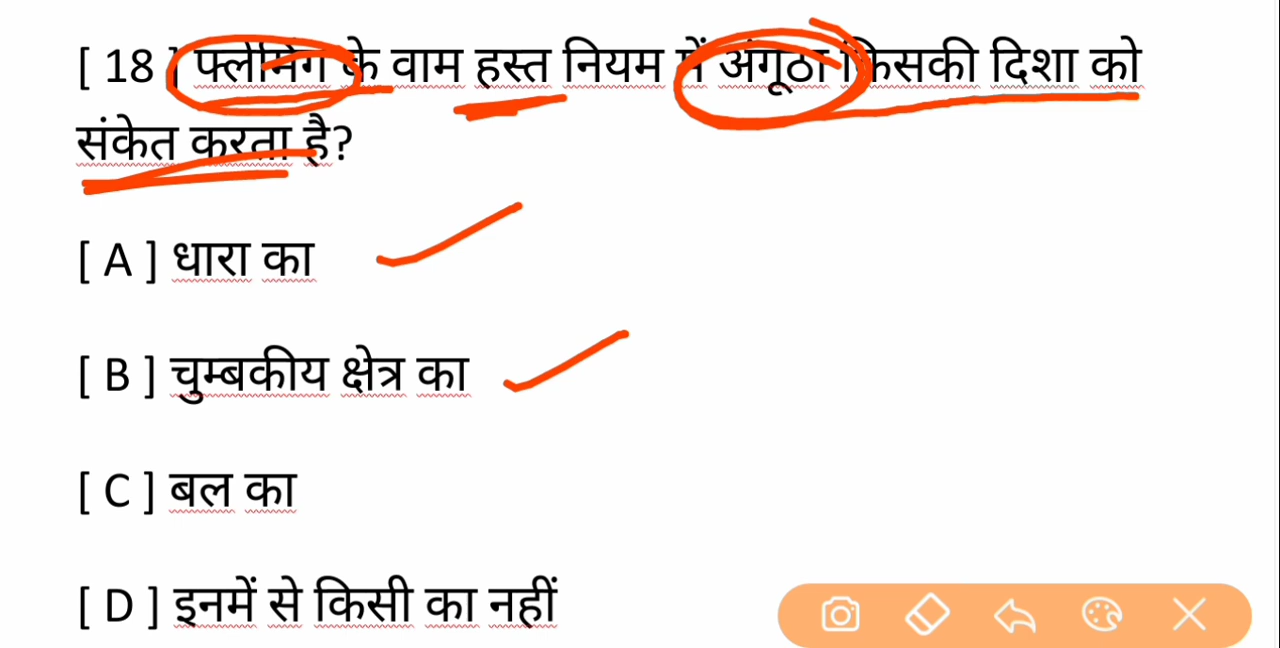 [ 18 ] फ्लेमिंग के वाम हस्त नियम में अंगूठा किसकी दिशा को
संकेत करता है?
[ A ] धारा का
[ B ] चुम्बकीय क्षेत्र का
[ C ] बल का
[ D ] इनमें से किसी का नहीं